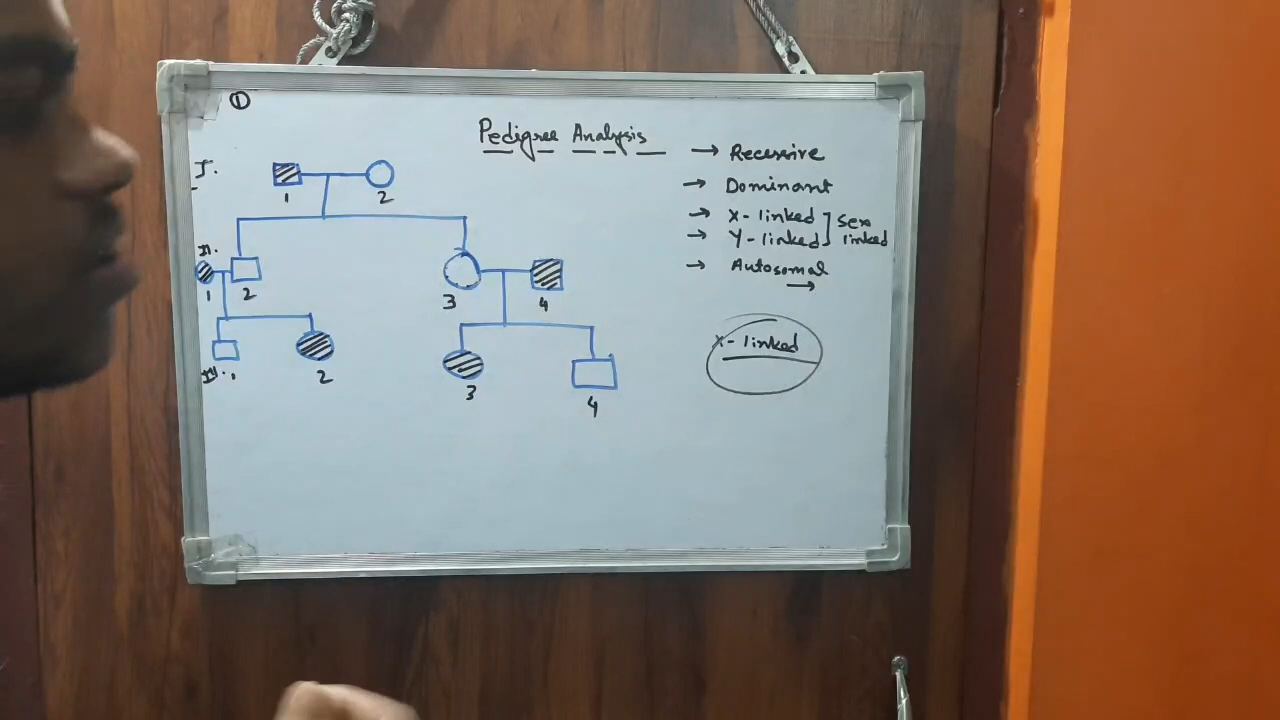 ①
Pedigree Analysis
→ Recessive
→ Dominant
→ X-linked
→ Y-linked
] Sex linked
→ Autosomal
→
I.
1 2
II.
1 2 3 4
III. 1 2 3 4
X-linked